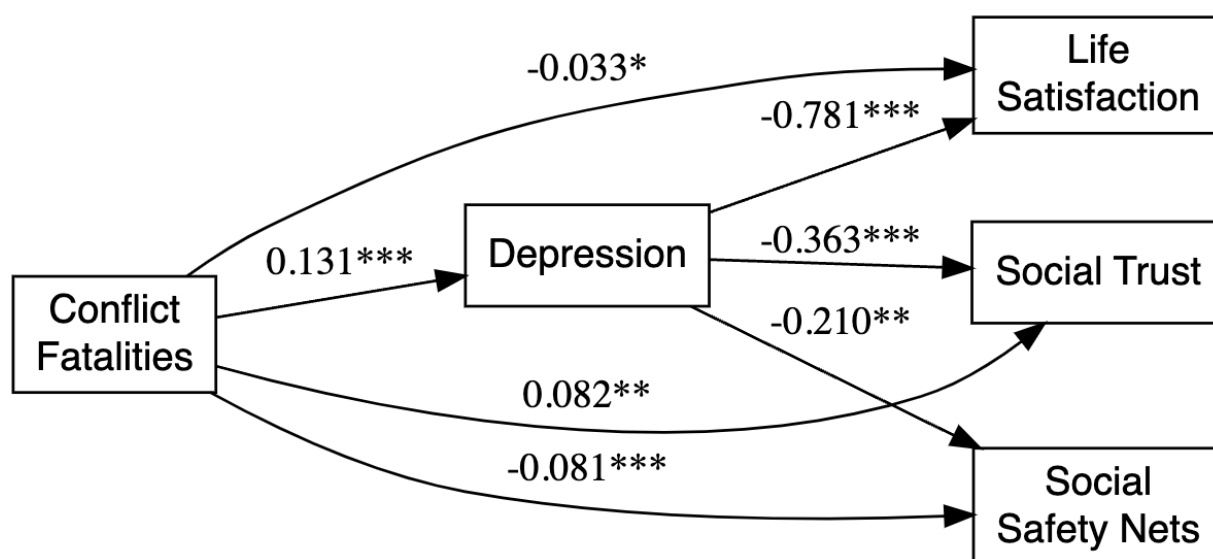 -0.033*
Life
Satisfaction
-0.781***
Depression
-0.363***
Social Trust
0.131***
Conflict
Fatalities
-0.210**
0.082**
-0.081***
Social
Safety Nets